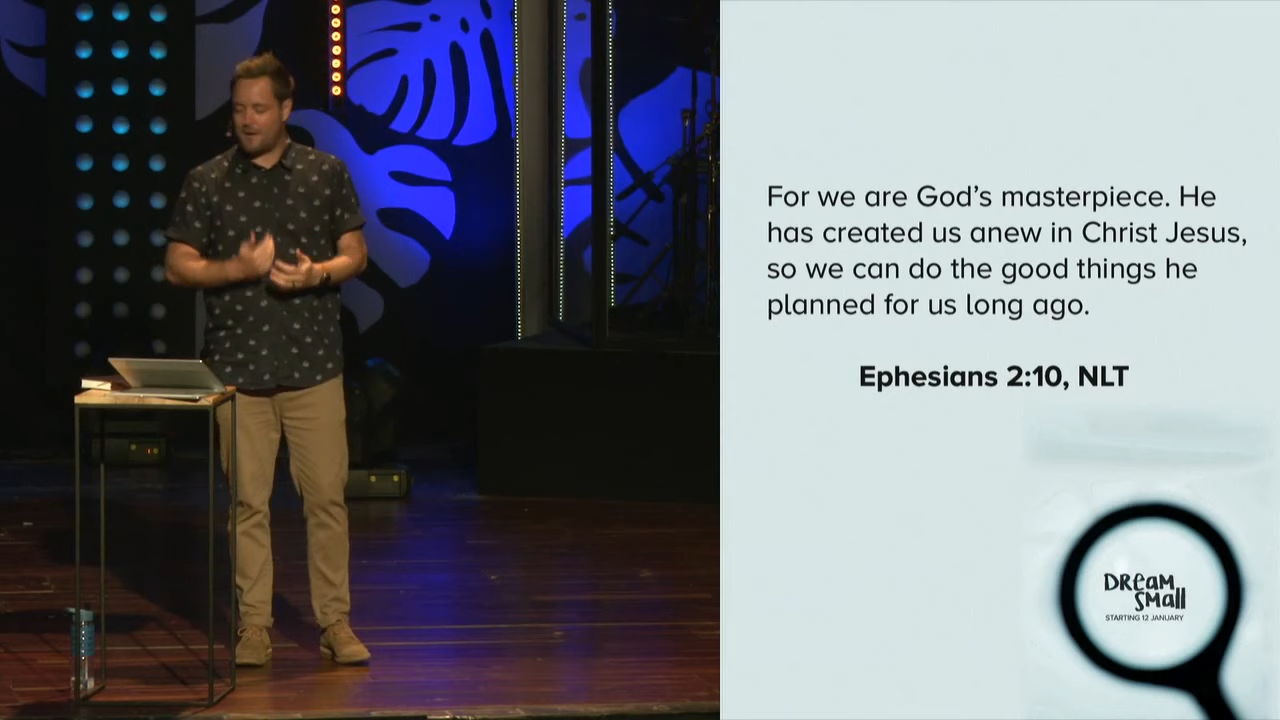 For we are God’s masterpiece. He
has created us anew in Christ Jesus,
so we can do the good things he
planned for us long ago.
Ephesians 2:10, NLT
DReaM
SMall
STARTING 12 JANUARY